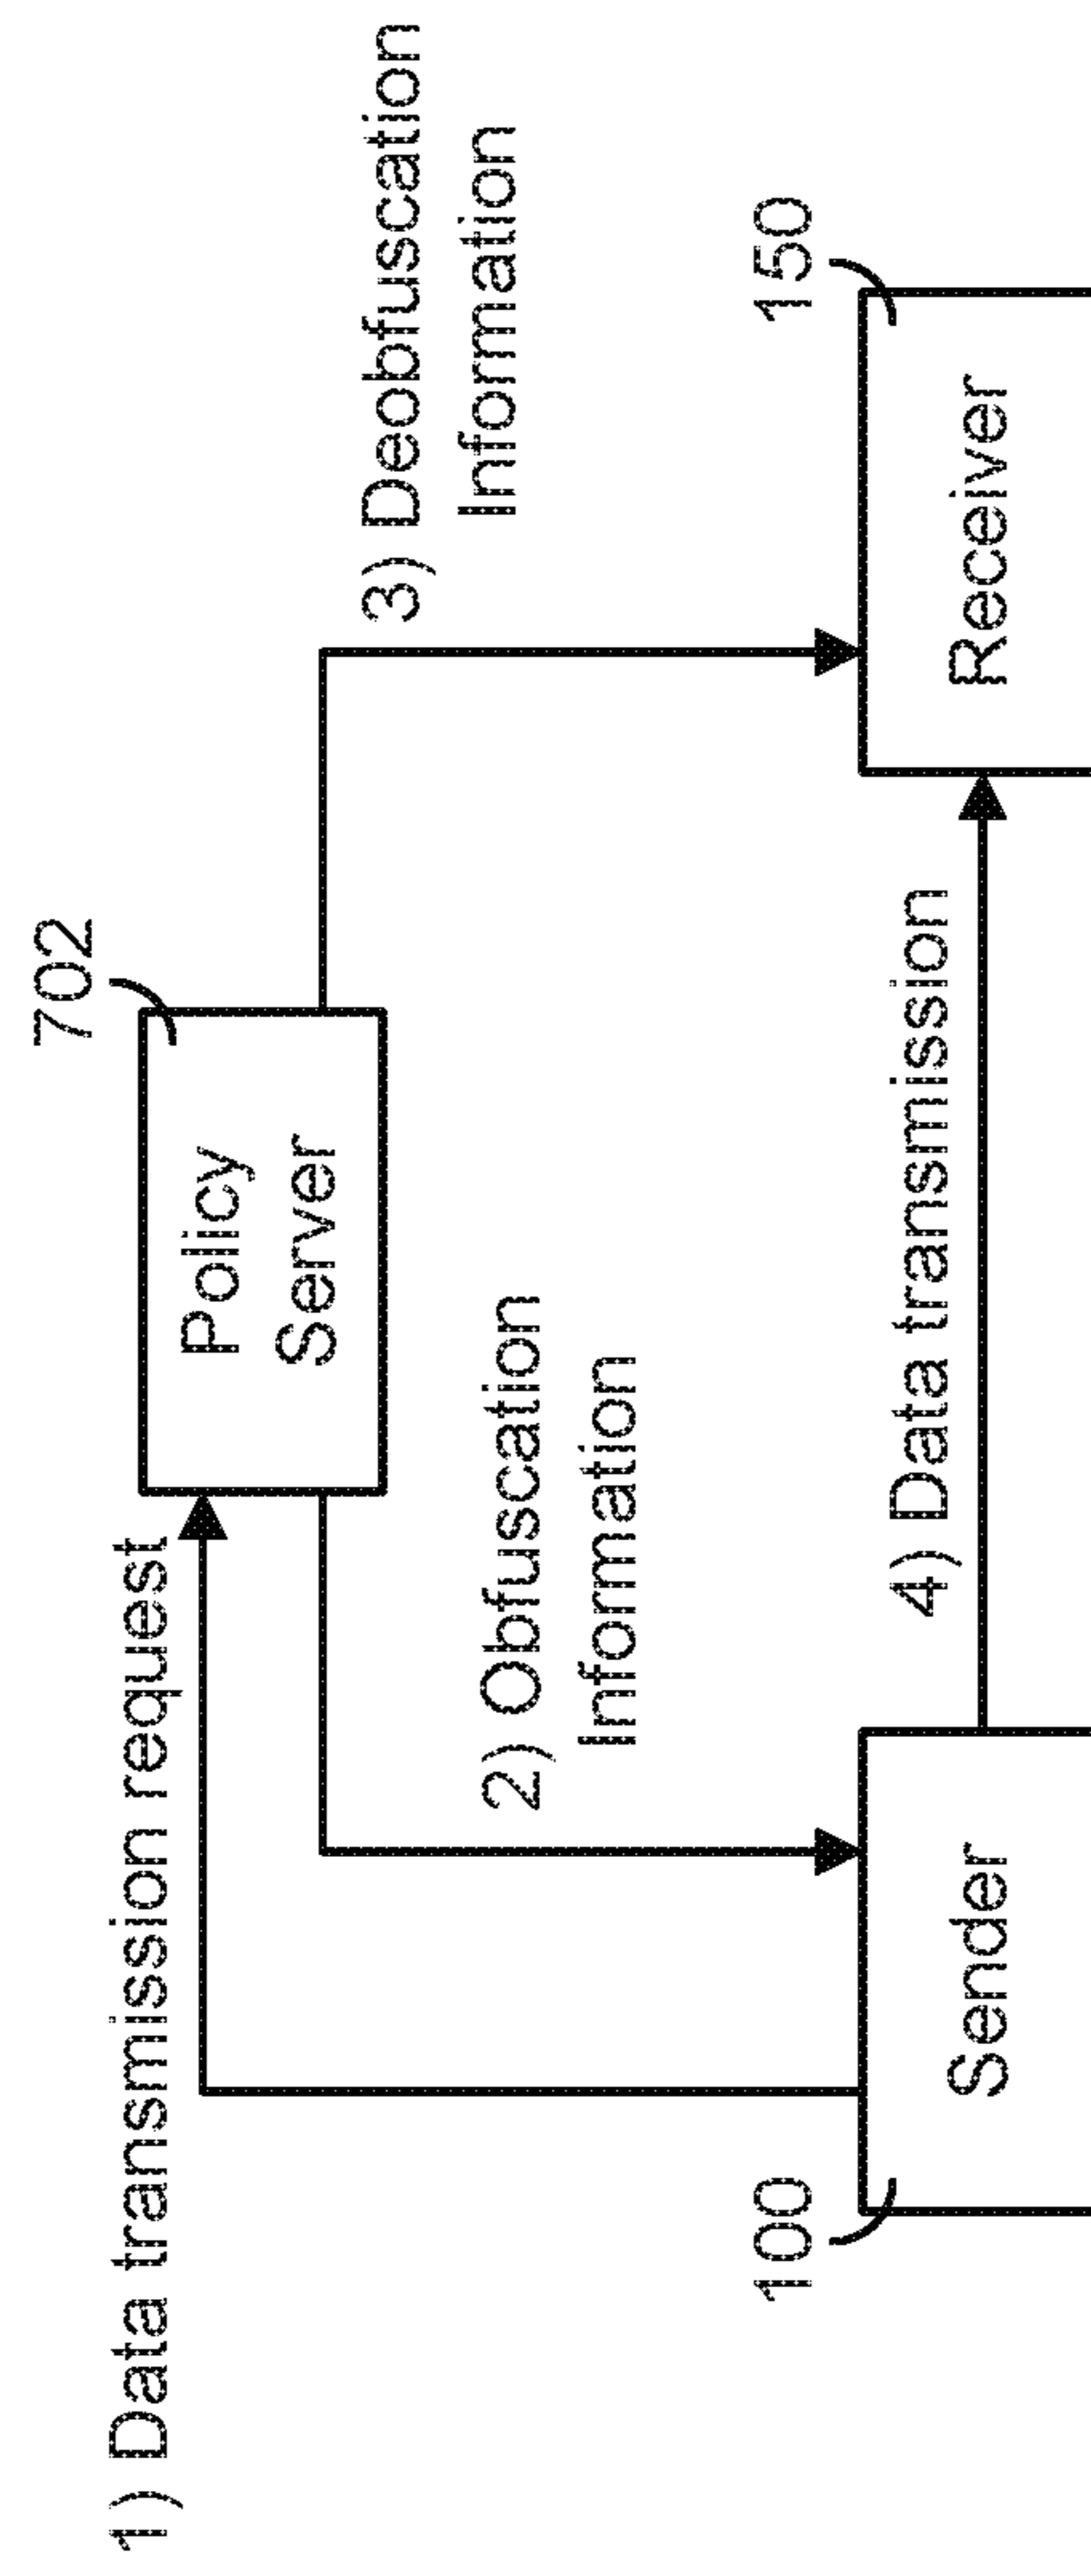 702
1) Data transmission request
Policy
Server
3) Deobfuscation
Information
2) Obfuscation
Information
100
150
4) Data transmission
Sender
Receiver